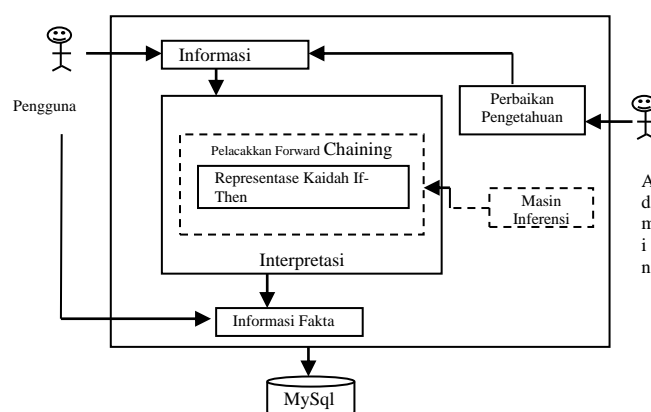 Informasi
Pengguna
Perbaikan
Pengetahuan
Pelacakkan Forward Chaining
Representase Kaidah If-
Then
Masin
Inferensi
A
d
m
i
n
Interpretasi
Informasi Fakta
MySql